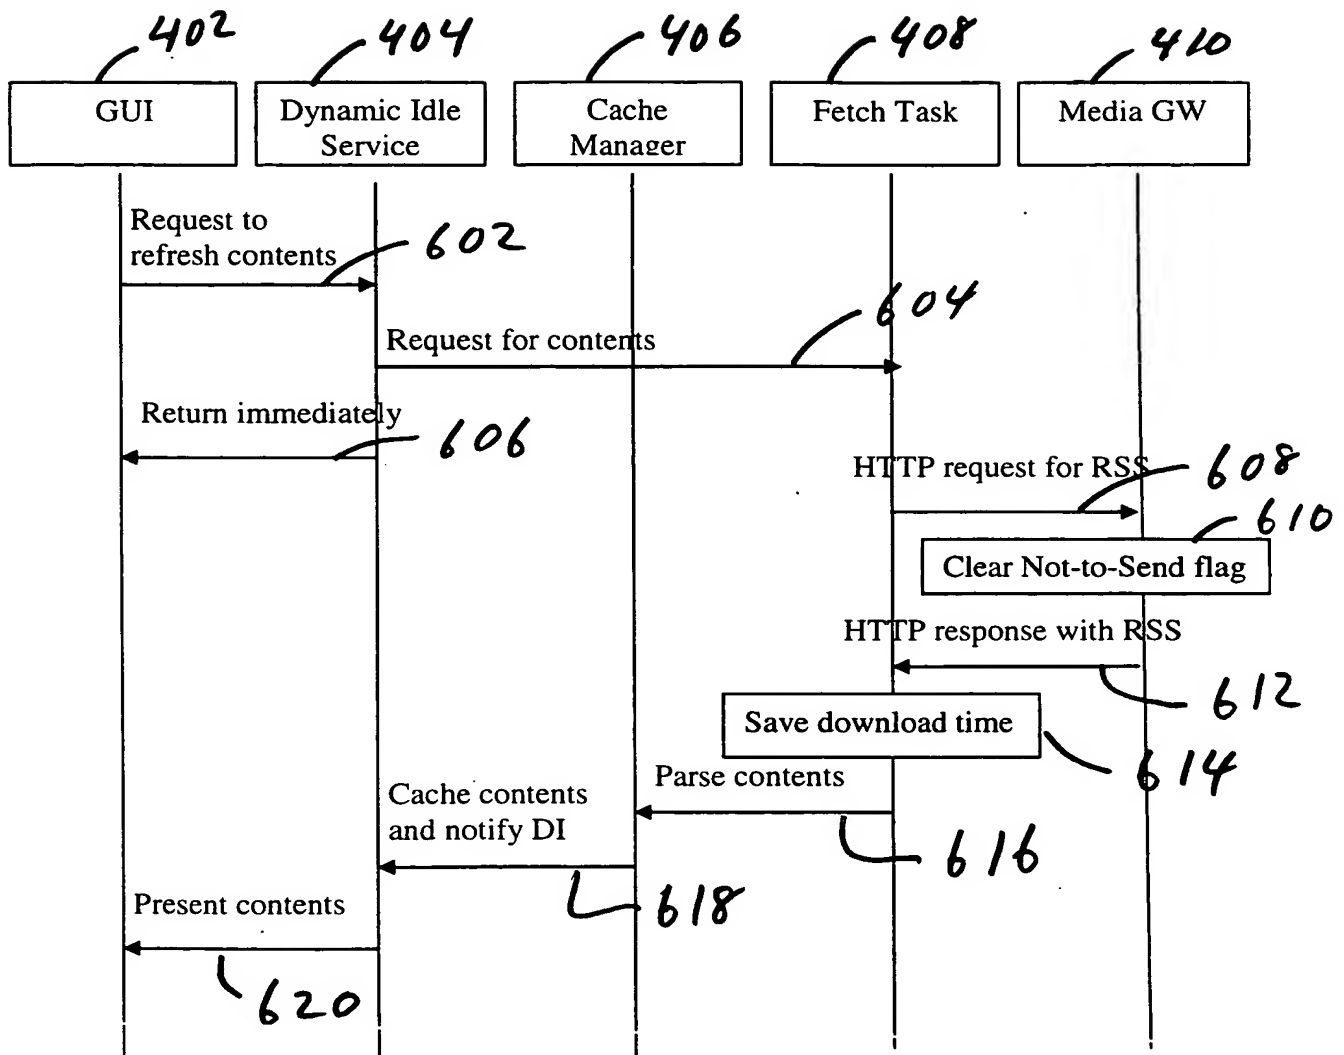 402
404
406
408
410
GUI
Dynamic Idle
Service
Cache
Manager
Fetch Task
Media GW
Request to
refresh contents
602
604
Request for contents
Return immediately
606
HTTP request for RSS
608
610
Clear Not-to-Send flag
HTTP response with RSS
612
Save download time
614
Parse contents
616
Cache contents
and notify DI
618
Present contents
620